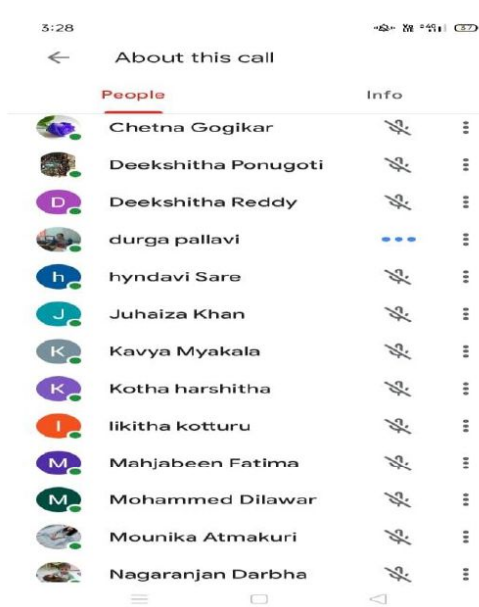 3:28
37
About this call
People Info
Chetna Gogikar
Deekshitha Ponugoti
D Deekshitha Reddy
durga pallavi
h hyndavi Sare
J Juhaiza Khan
K Kavya Myakala
K Kotha harshitha
l likitha kotturu
M Mahjabeen Fatima
M Mohammed Dilawar
Mounika Atmakuri
Nagaranjan Darbha